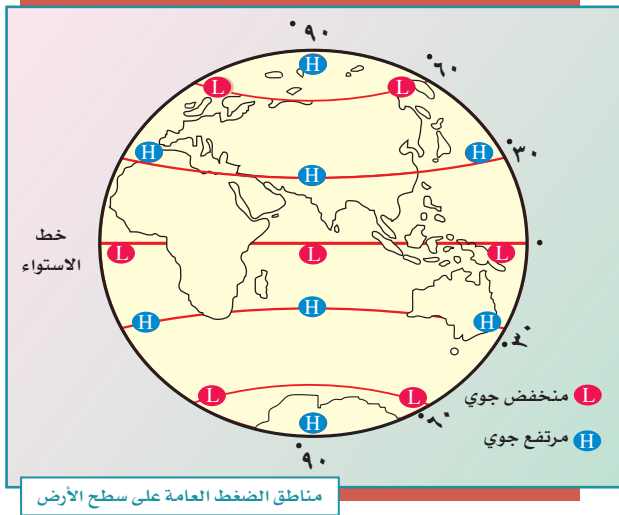 °٩٠
H
°٦٠
L L
°٣٠
H H
H
خط
الاستواء
°٠
L L L
H
H H
°٣٠
L L
°٦٠
H
°٩٠
L منخفض جوي
H مرتفع جوي
مناطق الضغط العامة على سطح الأرض